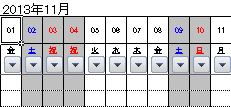 2013年11月
01 02 03 04 05 06 07 08 09 10 11
金 土 祝 祝 火 水 木 金 土 日 月